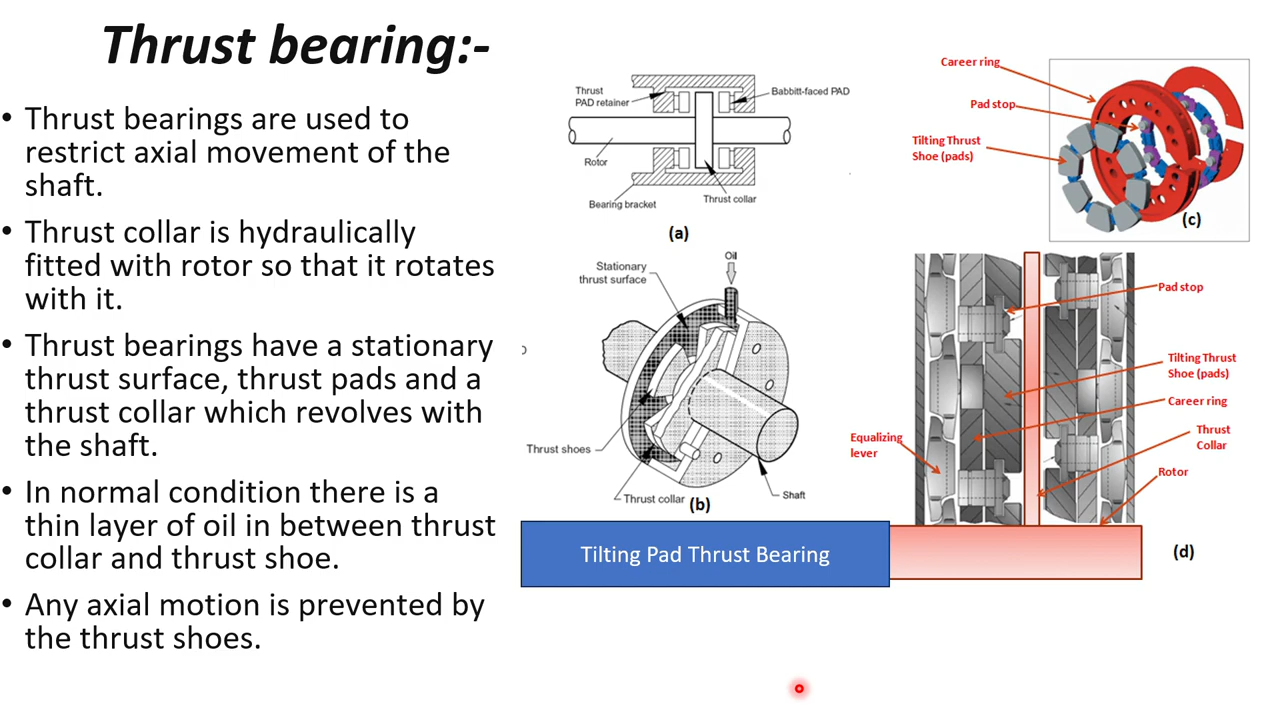 Thrust bearing:-
• Thrust bearings are used to
restrict axial movement of the
shaft.
• Thrust collar is hydraulically
fitted with rotor so that it rotates
with it.
• Thrust bearings have a stationary
thrust surface, thrust pads and a
thrust collar which revolves with
the shaft.
• In normal condition there is a
thin layer of oil in between thrust
collar and thrust shoe.
• Any axial motion is prevented by
the thrust shoes.
Thrust
PAD retainer
Babbitt-faced PAD
Rotor
Bearing bracket
Thrust collar
(a)
Career ring
Pad stop
Tilting Thrust
Shoe (pads)
(c)
Oil
Stationary
thrust surface
Thrust shoes
Thrust collar
Shaft
(b)
Pad stop
Tilting Thrust
Shoe (pads)
Career ring
Thrust
Collar
Equalizing
lever
Rotor
(d)
Tilting Pad Thrust Bearing